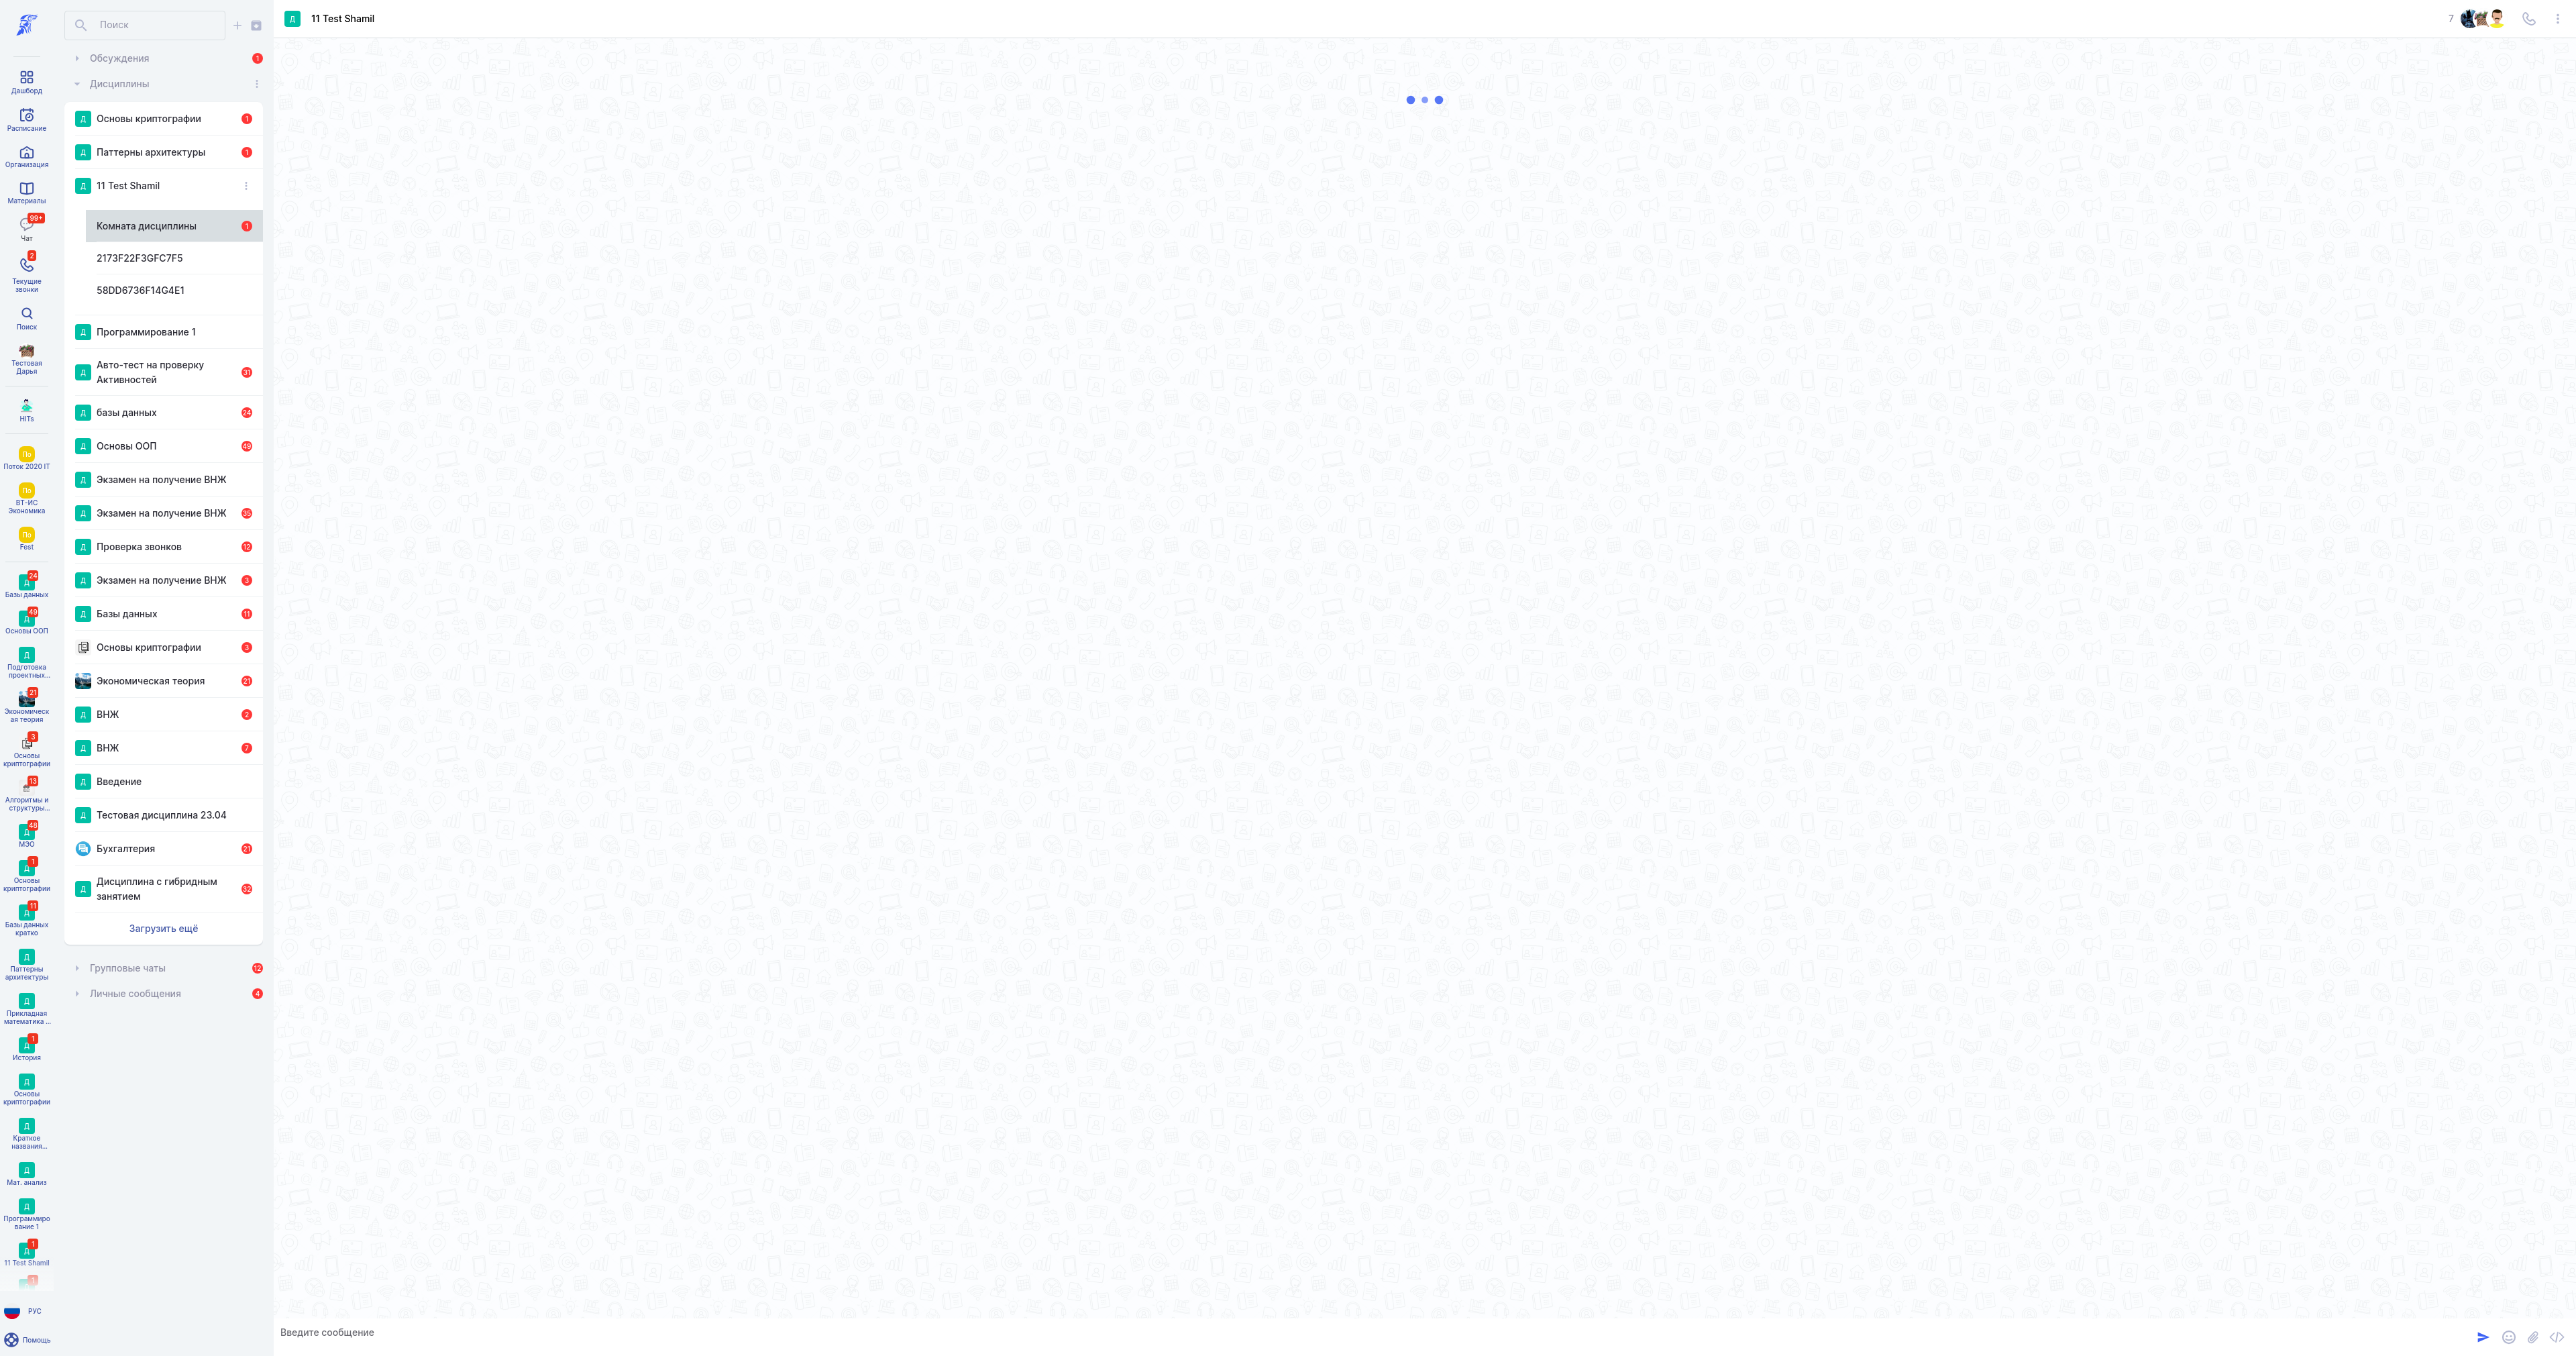 Дашборд
Расписание
Организация
Материалы
99+
Чат
2
Текущие
звонки
Поиск
Тестовая
Дарья
HITs
По
Поток 2020 IT
По
ВТ-ИС
Экономика
По
Fest
24
Д
Базы данных
49
Д
Основы ООП
Д
Подготовка
проектных...
21
Экономическ
ая теория
3
Основы
криптографии
13
Алгоритмы и
структуры...
48
Д
МЭО
1
Д
Основы
криптографии
11
Д
Базы данных
кратко
Д
Паттерны
архитектуры
Д
Прикладная
математика ...
1
Д
История
Д
Основы
криптографии
Д
Краткое
названия...
Д
Мат. анализ
Д
Программиро
вание 1
1
Д
11 Test Shamil
1
РУС
Помощь
Поиск
Обсуждения 1
Дисциплины
Д Основы криптографии 1
Д Паттерны архитектуры 1
Д 11 Test Shamil
Комната дисциплины 1
2173F22F3GFC7F5
58DD6736F14G4E1
Д Программирование 1
Авто-тест на проверку
Д Активностей 31
Д базы данных 24
Д Основы ООП 49
Д Экзамен на получение ВНЖ
Д Экзамен на получение ВНЖ 35
Д Проверка звонков 12
Д Экзамен на получение ВНЖ 3
Д Базы данных 11
Основы криптографии 3
Экономическая теория 21
Д ВНЖ 2
Д ВНЖ 7
Д Введение
Д Тестовая дисциплина 23.04
Бухгалтерия 21
Дисциплина с гибридным
Д занятием 32
Загрузить ещё
Групповые чаты 12
Личные сообщения 4
Д 11 Test Shamil 7
Введите сообщение